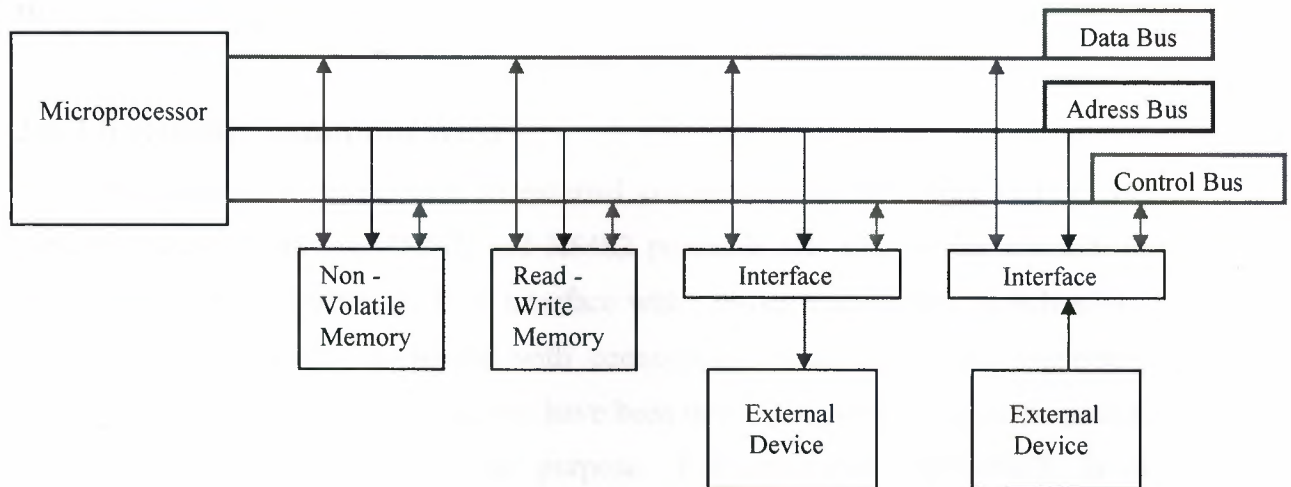 Data Bus
Microprocessor
Adress Bus
Control Bus
Non -
Volatile
Memory
Read -
Write
Memory
Interface
Interface
External
Device
External
Device